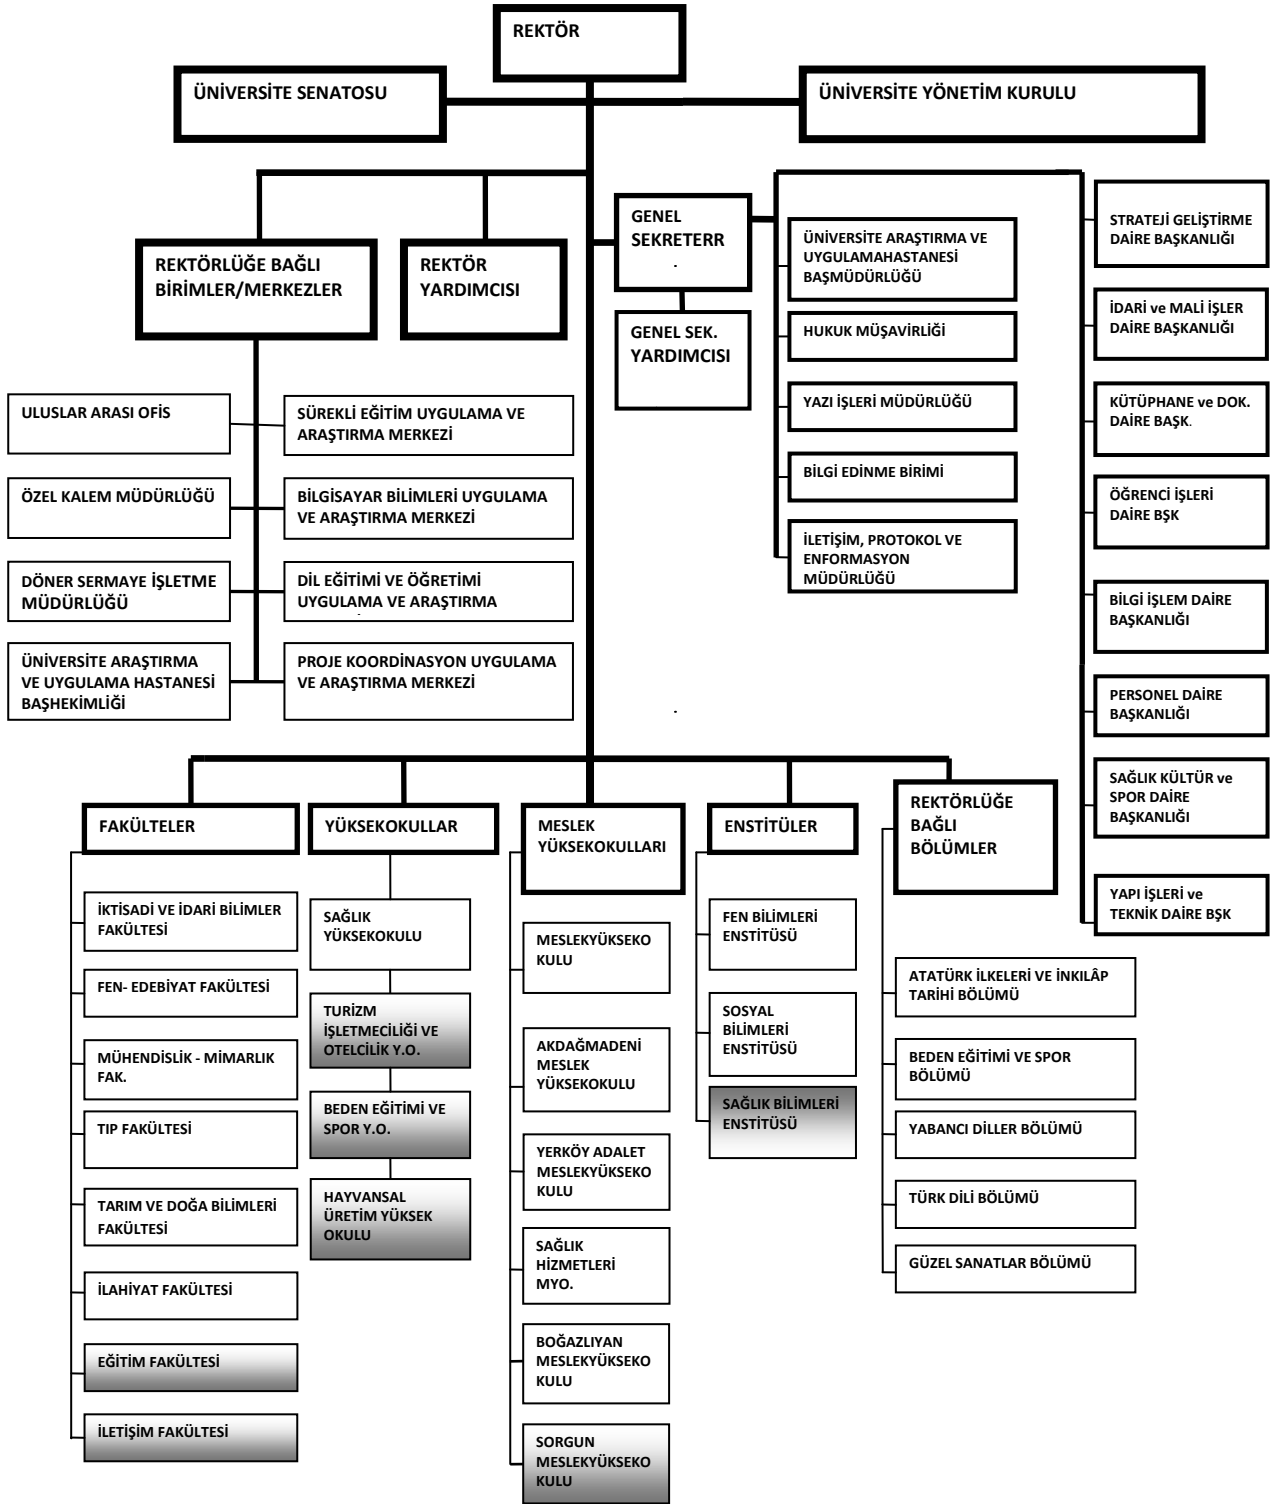 REKTÖR
ÜNİVERSİTE SENATOSU
ÜNİVERSİTE YÖNETİM KURULU
REKTÖRLÜĞE BAĞLI
BİRİMLER/MERKEZLER
REKTÖR
YARDIMCISI
GENEL
SEKRETERR
GENEL SEK.
YARDIMCISI
ÜNİVERSİTE ARAŞTIRMA VE
UYGULAMAHASTANESİ
BAŞMÜDÜRLÜĞÜ
HUKUK MÜŞAVİRLİĞİ
YAZI İŞLERİ MÜDÜRLÜĞÜ
BİLGİ EDİNME BİRİMİ
İLETİŞİM, PROTOKOL VE
ENFORMASYON
MÜDÜRLÜĞÜ
STRATEJİ GELİŞTİRME
DAİRE BAŞKANLIĞI
İDARİ ve MALİ İŞLER
DAİRE BAŞKANLIĞI
KÜTÜPHANE ve DOK.
DAİRE BAŞK.
ÖĞRENCİ İŞLERİ
DAİRE BŞK
BİLGİ İŞLEM DAİRE
BAŞKANLIĞI
PERSONEL DAİRE
BAŞKANLIĞI
SAĞLIK KÜLTÜR ve
SPOR DAİRE
BAŞKANLIĞI
YAPI İŞLERİ ve
TEKNİK DAİRE BŞK
ULUSLAR ARASI OFİS
SÜREKLİ EĞİTİM UYGULAMA VE
ARAŞTIRMA MERKEZİ
ÖZEL KALEM MÜDÜRLÜĞÜ
BİLGİSAYAR BİLİMLERİ UYGULAMA
VE ARAŞTIRMA MERKEZİ
DÖNER SERMAYE İŞLETME
MÜDÜRLÜĞÜ
DİL EĞİTİMİ VE ÖĞRETİMİ
UYGULAMA VE ARAŞTIRMA
ÜNİVERSİTE ARAŞTIRMA
VE UYGULAMA HASTANESİ
BAŞHEKİMLİĞİ
PROJE KOORDİNASYON UYGULAMA
VE ARAŞTIRMA MERKEZİ
FAKÜLTELER
İKTİSADİ VE İDARİ BİLİMLER
FAKÜLTESİ
FEN- EDEBİYAT FAKÜLTESİ
MÜHENDİSLİK - MİMARLIK
FAK.
TIP FAKÜLTESİ
TARIM VE DOĞA BİLİMLERİ
FAKÜLTESİ
İLAHİYAT FAKÜLTESİ
EĞİTİM FAKÜLTESİ
İLETİŞİM FAKÜLTESİ
YÜKSEKOKULLAR
SAĞLIK
YÜKSEKOKULU
TURİZM
İŞLETMECİLİĞİ VE
OTELCİLİK Y.O.
BEDEN EĞİTİMİ VE
SPOR Y.O.
HAYVANSAL
ÜRETİM YÜKSEK
OKULU
MESLEK
YÜKSEKOKULLARI
MESLEKYÜKSEKO
KULU
AKDAĞMADENİ
MESLEK
YÜKSEKOKULU
YERKÖY ADALET
MESLEKYÜKSEKO
KULU
SAĞLIK
HİZMETLERİ
MYO.
BOĞAZLIYAN
MESLEKYÜKSEKO
KULU
SORGUN
MESLEKYÜKSEKO
KULU
ENSTİTÜLER
FEN BİLİMLERİ
ENSTİTÜSÜ
SOSYAL
BİLİMLERİ
ENSTİTÜSÜ
SAĞLIK BİLİMLERİ
ENSTİTÜSÜ
REKTÖRLÜĞE
BAĞLI
BÖLÜMLER
ATATÜRK İLKELERİ VE İNKILÂP
TARİHİ BÖLÜMÜ
BEDEN EĞİTİMİ VE SPOR
BÖLÜMÜ
YABANCI DİLLER BÖLÜMÜ
TÜRK DİLİ BÖLÜMÜ
GÜZEL SANATLAR BÖLÜMÜ